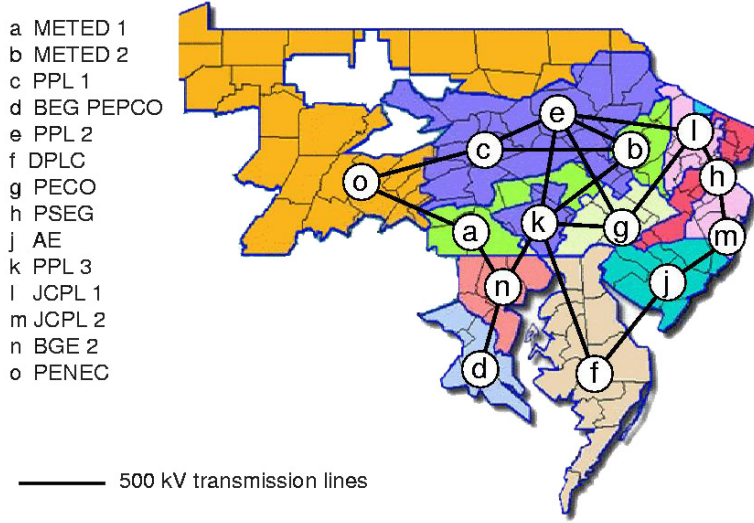 a METED 1
b METED 2
c PPL 1
d BEG PEPCO
e PPL 2
f DPLC
g PECO
h PSEG
j AE
k PPL 3
l JCPL 1
m JCPL 2
n BGE 2
o PENEC
e
l
c
b
o
h
k
g
a
m
n
j
d
f
500 kV transmission lines